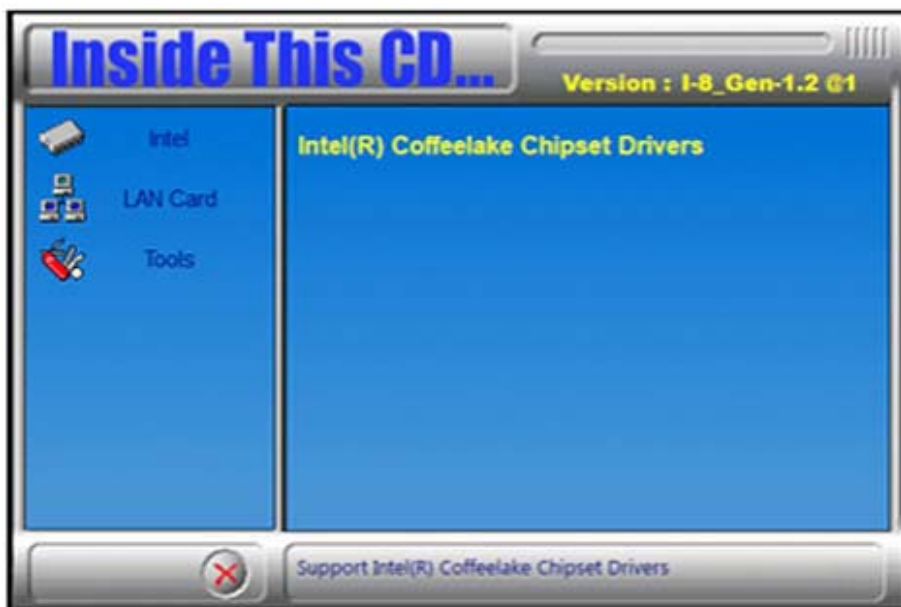 Inside This CD...
Version : I-8_Gen-1.2 @1
Intel
LAN Card
Tools
Intel(R) Coffeelake Chipset Drivers
Support Intel(R) Coffeelake Chipset Drivers